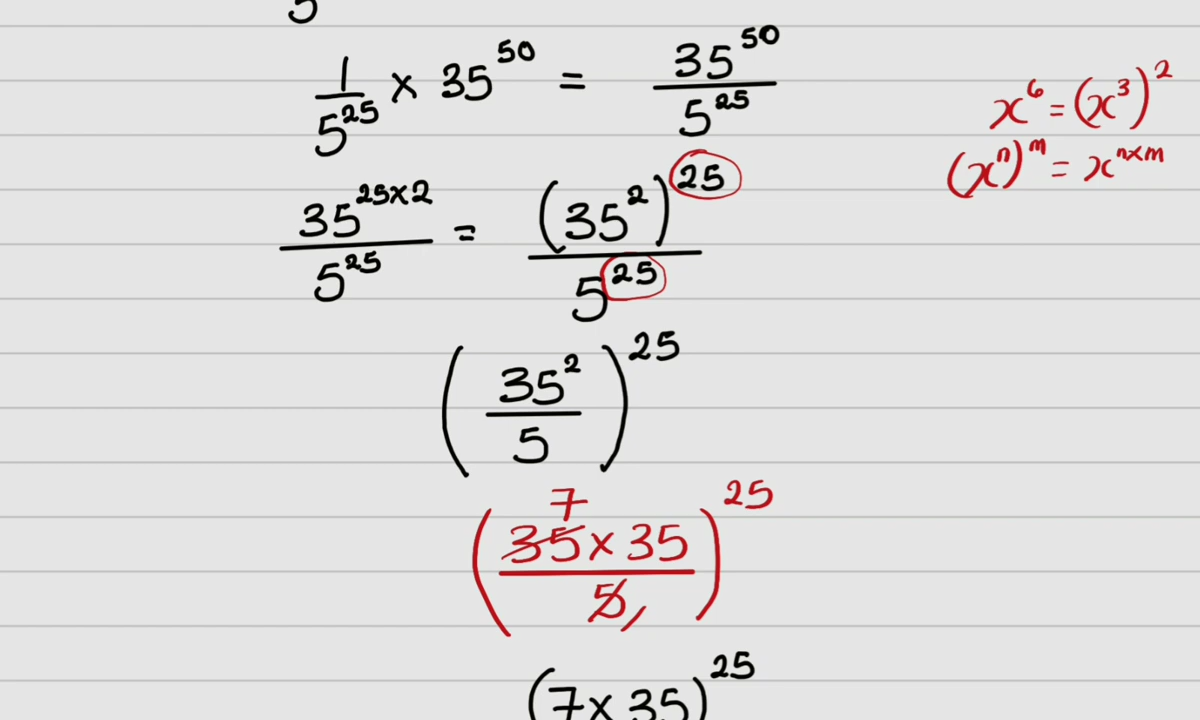 5
1/5^25 × 35^50 = 35^50/5^25
x^6 = (x^3)^2
(x^n)^m = x^n×m
35^25×2/5^25 = (35^2)^25/5^25
(35^2/5)^25
7
(35×35/5)^25
(7×35)^25